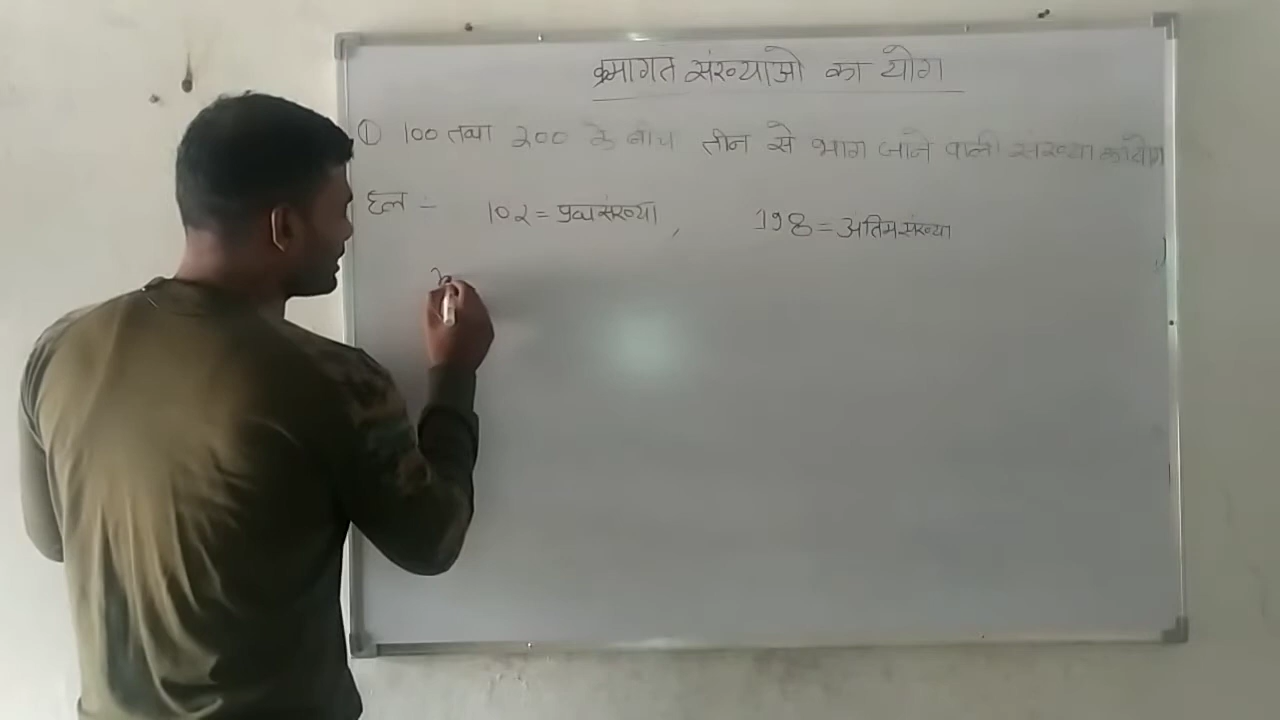 क्रमागत संख्याओ का योग
① 100 तथा 200 के बीच तीन से भाग जाने वाली संख्या का योग
हल :- 102 = प्रथम संख्या , 198 = अंतिम संख्या